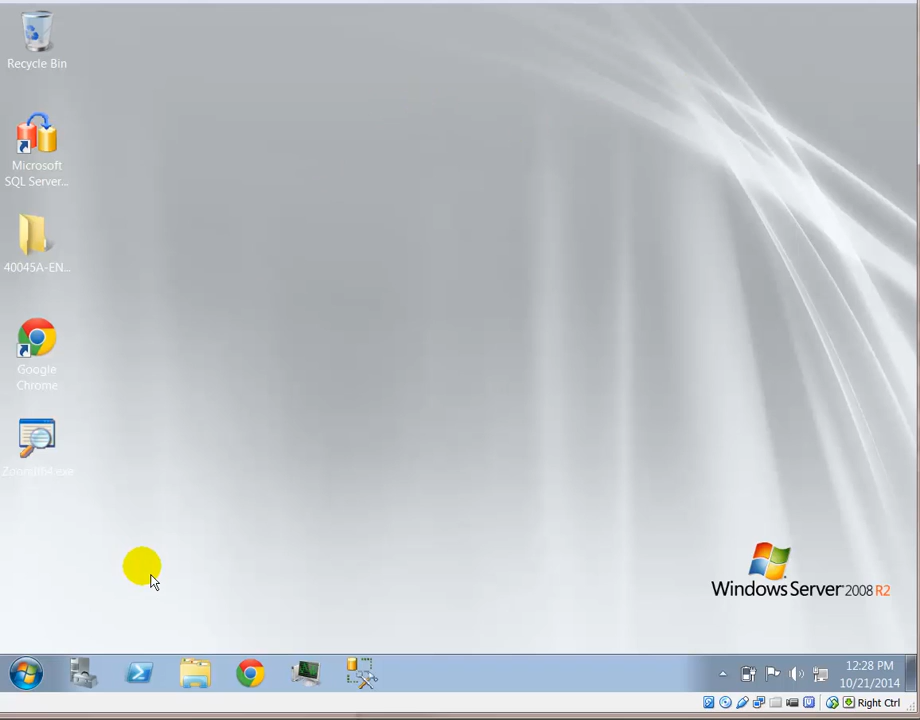 Recycle Bin
Microsoft
SQL Server...
40045A-EN...
Google
Chrome
Windows Server 2008 R2
12:28 PM
10/21/2014
Right Ctrl